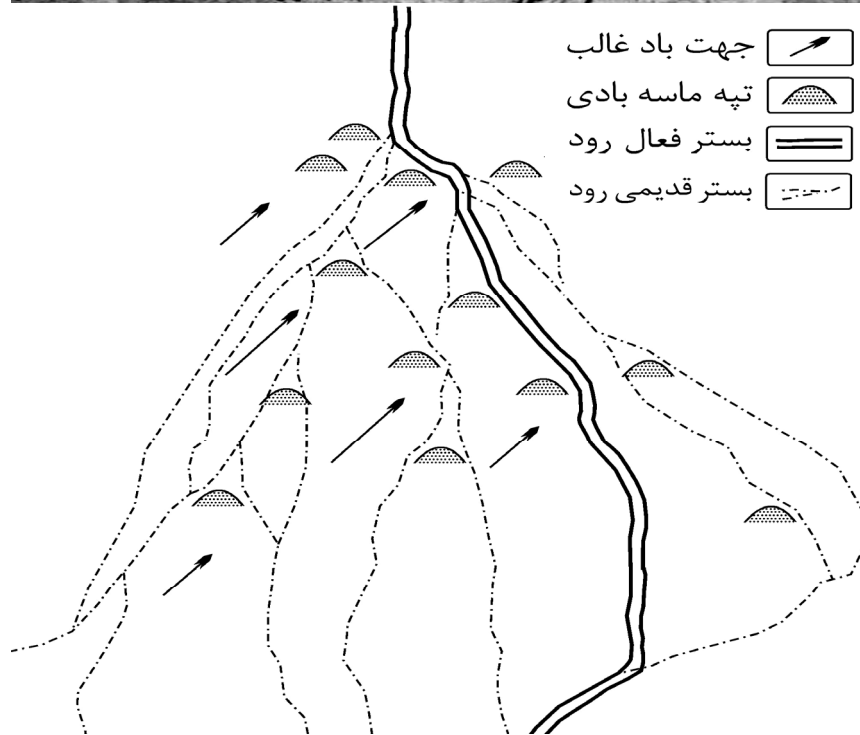 جهت باد غالب
تپه ماسه بادی
بستر فعال رود
بستر قدیمی رود